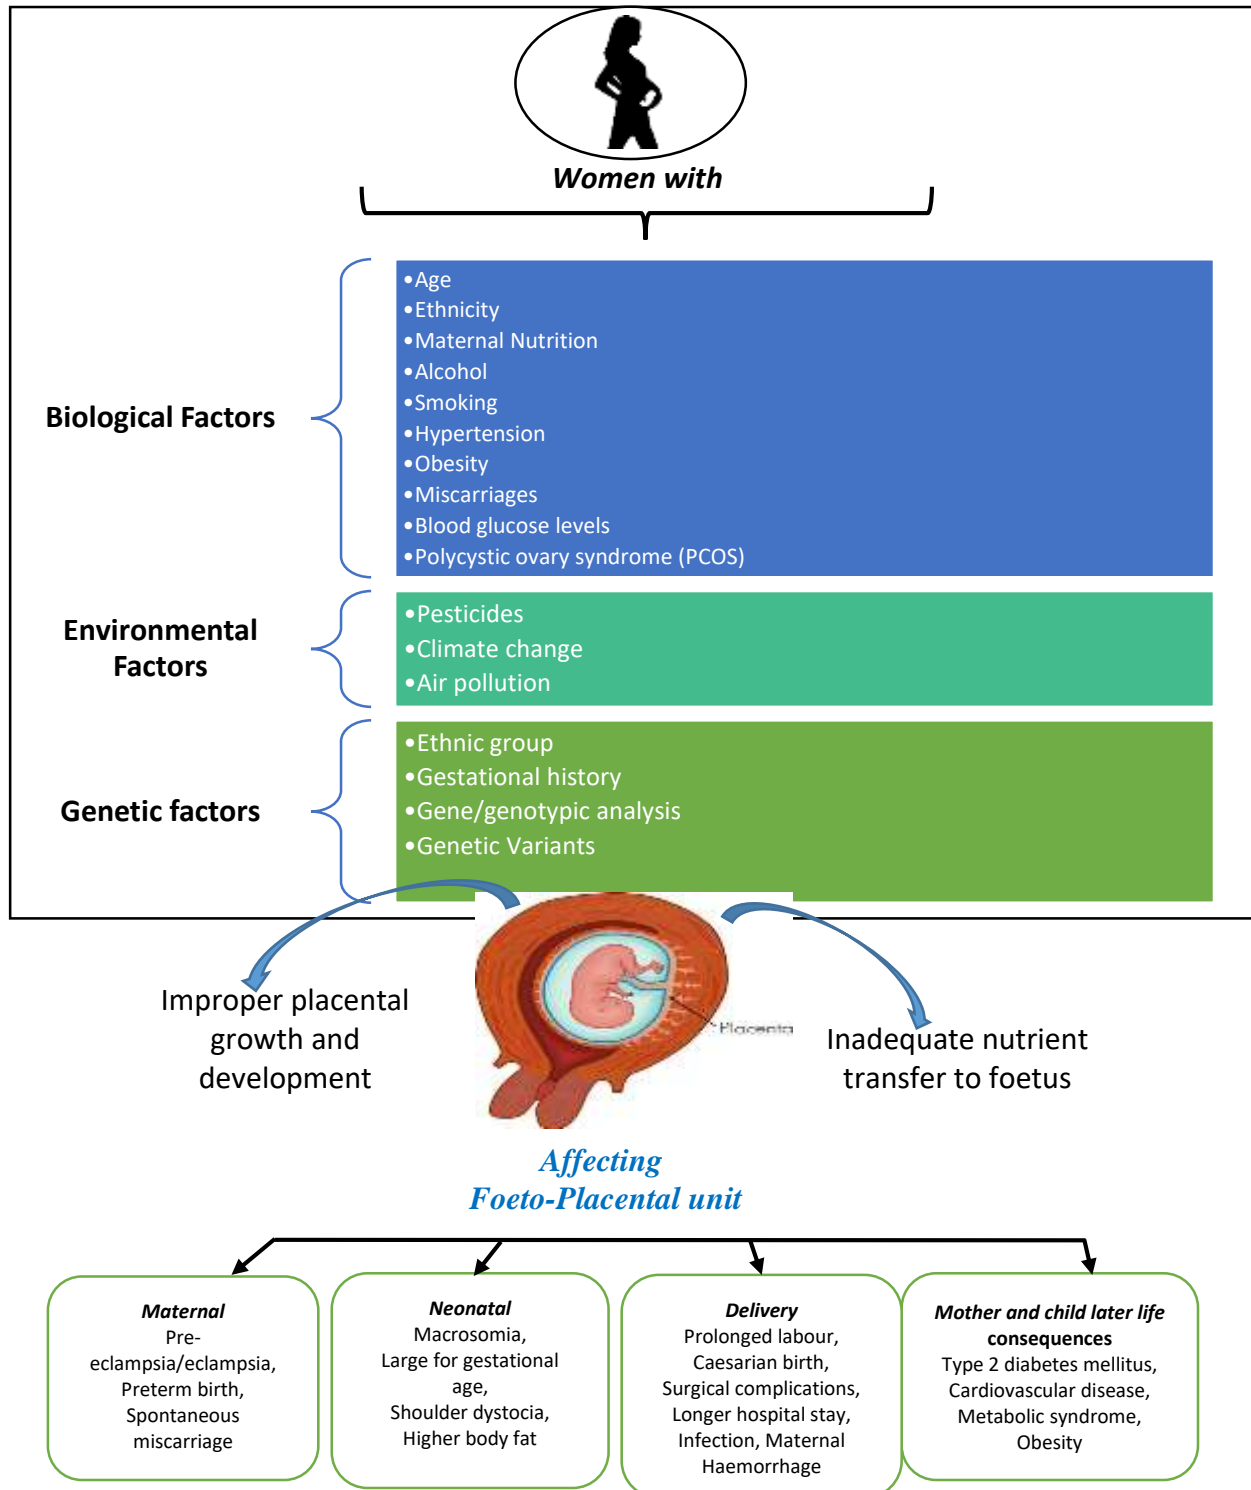 Women with
Biological Factors
•Age
•Ethnicity
•Maternal Nutrition
•Alcohol
•Smoking
•Hypertension
•Obesity
•Miscarriages
•Blood glucose levels
•Polycystic ovary syndrome (PCOS)
Environmental
Factors
•Pesticides
•Climate change
•Air pollution
Genetic factors
•Ethnic group
•Gestational history
•Gene/genotypic analysis
•Genetic Variants
Improper placental
growth and
development
Placenta
Inadequate nutrient
transfer to foetus
Affecting
Foeto-Placental unit
Maternal
Pre-
eclampsia/eclampsia,
Preterm birth,
Spontaneous
miscarriage
Neonatal
Macrosomia,
Large for gestational
age,
Shoulder dystocia,
Higher body fat
Delivery
Prolonged labour,
Caesarian birth,
Surgical complications,
Longer hospital stay,
Infection, Maternal
Haemorrhage
Mother and child later life
consequences
Type 2 diabetes mellitus,
Cardiovascular disease,
Metabolic syndrome,
Obesity